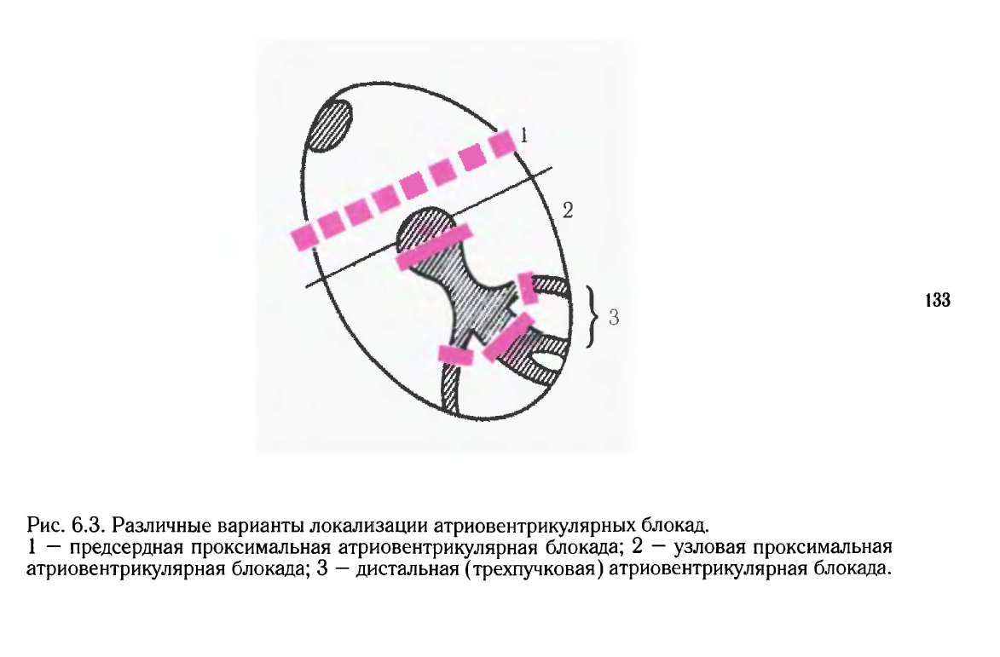 1
2
3
133
Рис. 6.3. Различные варианты локализации атриовентрикулярных блокад.
1 — предсердная проксимальная атриовентрикулярная блокада; 2 — узловая проксимальная
атриовентрикулярная блокада; 3 — дистальная (трехпучковая) атриовентрикулярная блокада.